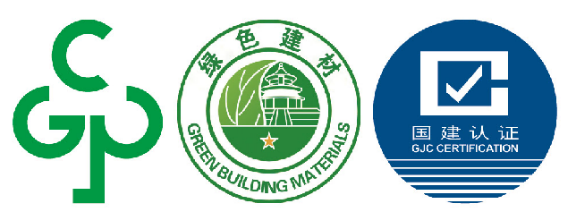 CGP
绿色建材
GREEN BUILDING MATERIALS
国建认证
GJC CERTIFICATION